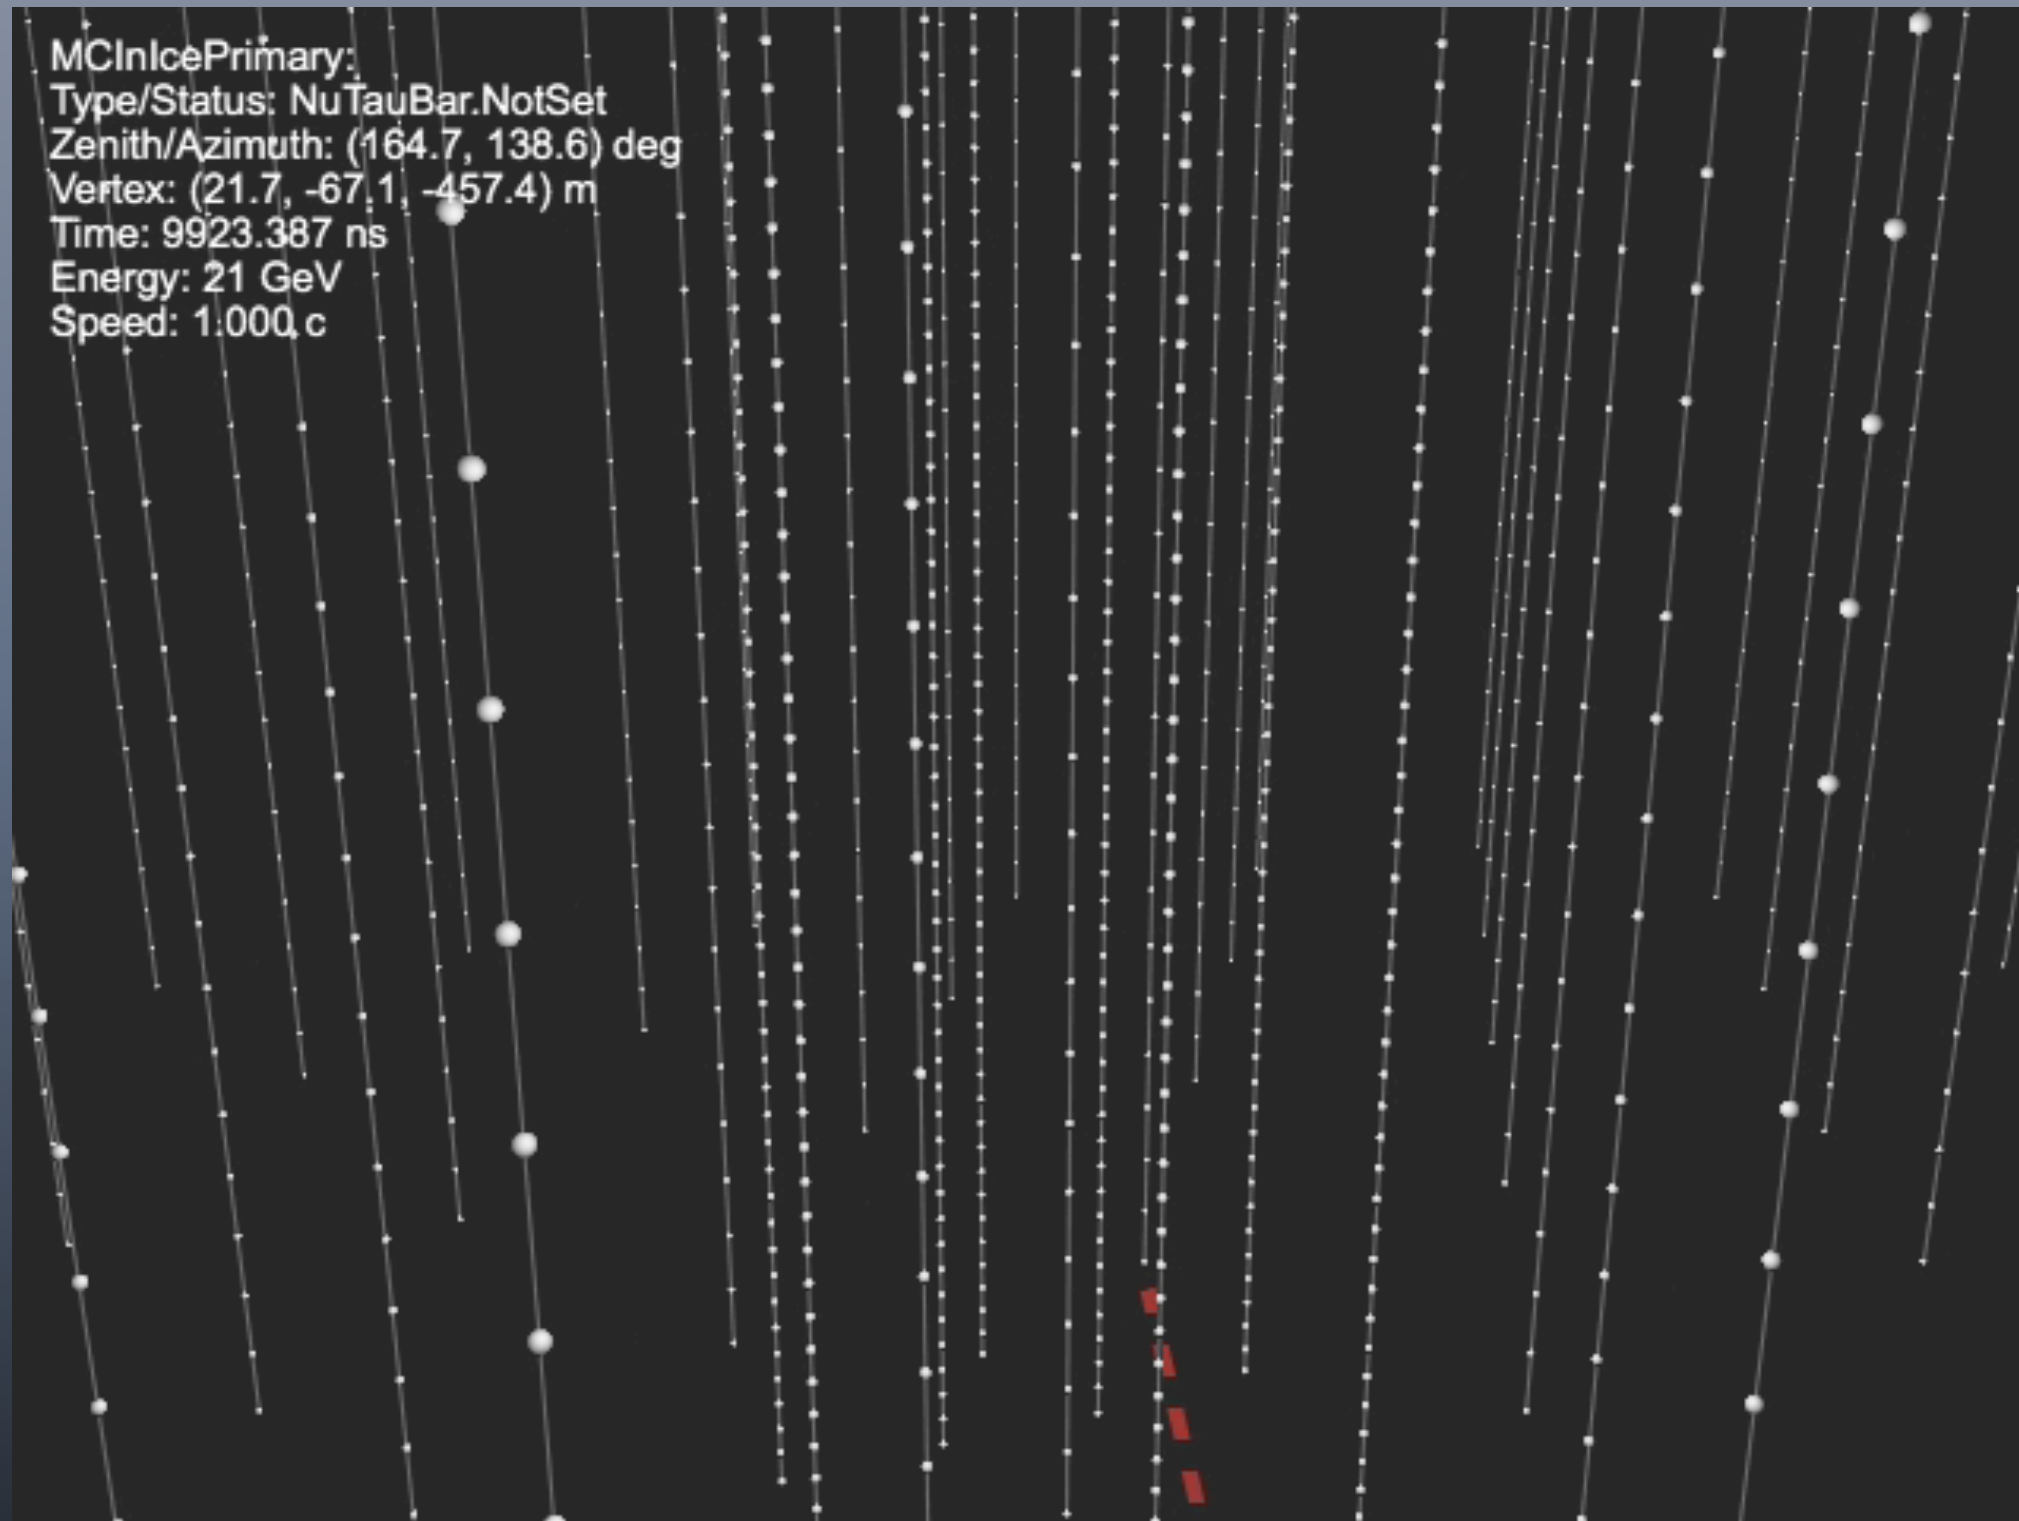 MCInIcePrimary:
Type/Status: NuTauBar.NotSet
Zenith/Azimuth: (164.7, 138.6) deg
Vertex: (21.7, -67.1, -457.4) m
Time: 9923.387 ns
Energy: 21 GeV
Speed: 1.000 c